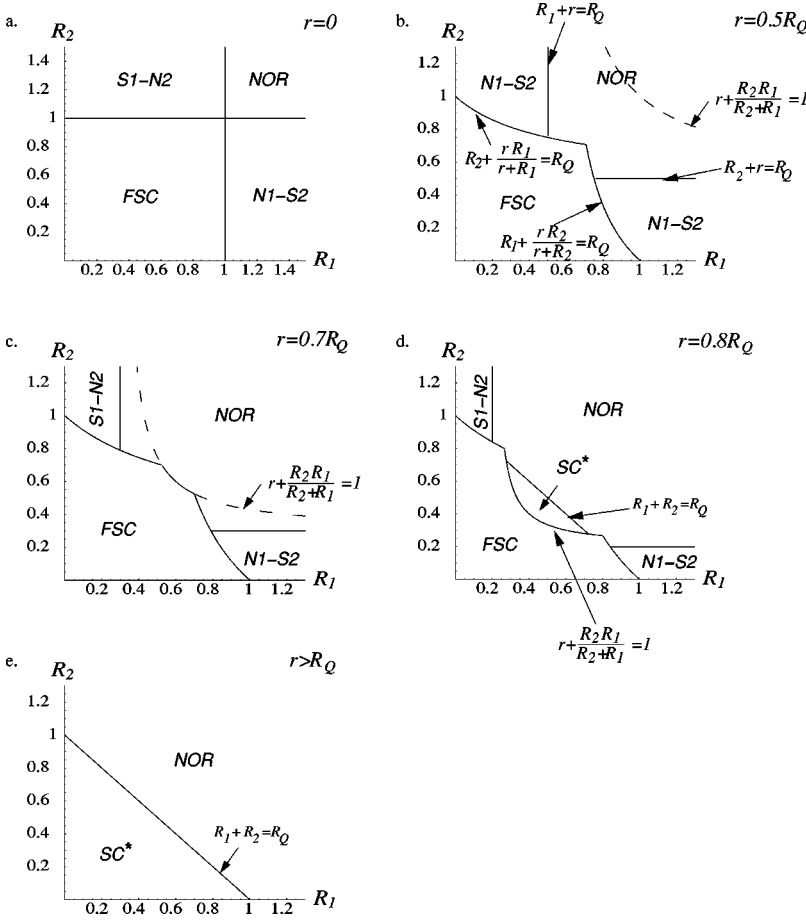 a.
R2
r=0
1.4
1.2
1
0.8
0.6
0.4
0.2
S1-N2
NOR
FSC
N1-S2
0.2 0.4 0.6 0.8 1 1.2 1.4
R1
b.
R2
R1+r=RQ
r=0.5RQ
1.2
1
0.8
0.6
0.4
0.2
N1-S2
NOR
r+ R2R1/R2+R1 =1
R2+ r R1/r+R1 =RQ
R2+r=RQ
FSC
N1-S2
R1+ r R2/r+R2 =RQ
0.2 0.4 0.6 0.8 1 1.2
R1
c.
R2
r=0.7RQ
1.2
1
0.8
0.6
0.4
0.2
S1-N2
NOR
r+ R2R1/R2+R1 =1
FSC
N1-S2
0.2 0.4 0.6 0.8 1 1.2
R1
d.
R2
r=0.8RQ
1.2
1
0.8
0.6
0.4
0.2
S1-N2
NOR
SC*
R1+R2=RQ
FSC
N1-S2
0.2 0.4 0.6 0.8 1 1.2
R1
r+ R2R1/R2+R1 =1
e.
R2
r>RQ
1.2
1
0.8
0.6
0.4
0.2
NOR
R1+R2=RQ
SC*
0.2 0.4 0.6 0.8 1 1.2
R1